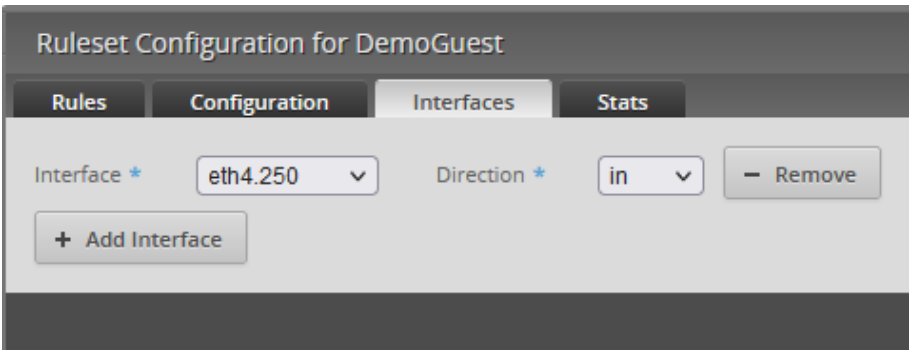 Ruleset Configuration for DemoGuest
Rules Configuration Interfaces Stats
Interface * eth4.250 Direction * in − Remove
+ Add Interface